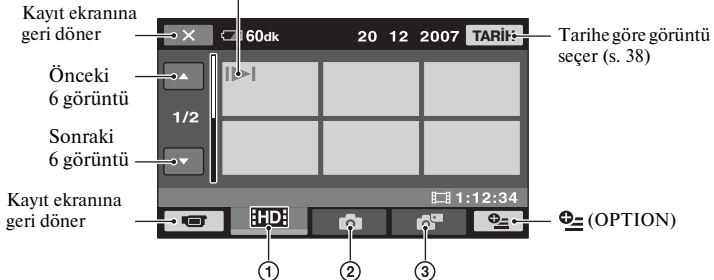 Kayıt ekranına
geri döner
60dk
20 12 2007
TARİH
Tarihe göre görüntü
seçer (s. 38)
Önceki
6 görüntü
1/2
Sonraki
6 görüntü
1:12:34
Kayıt ekranına
geri döner
HD
(OPTION)
① ② ③